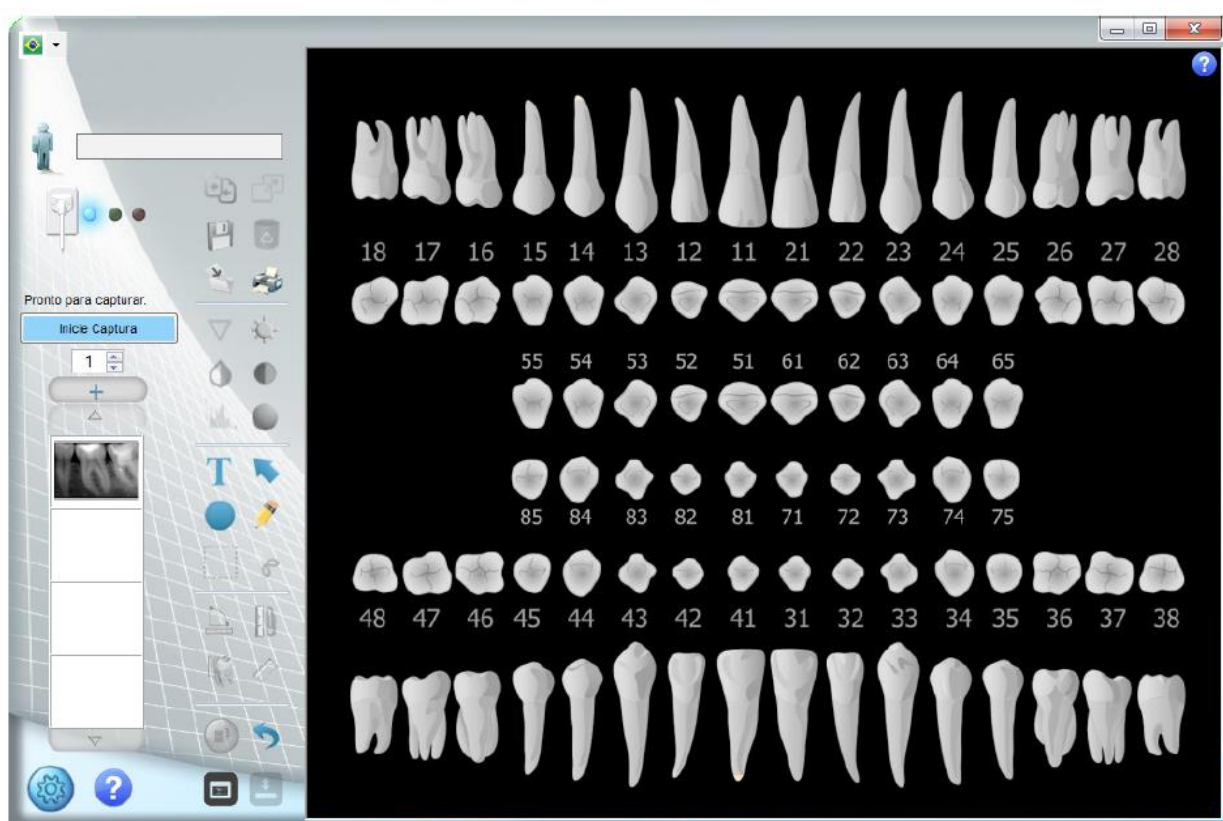 18 17 16 15 14 13 12 11 21 22 23 24 25 26 27 28
Pronto para capturar.
Inicie Captura
1
55 54 53 52 51 61 62 63 64 65
T
85 84 83 82 81 71 72 73 74 75
48 47 46 45 44 43 42 41 31 32 33 34 35 36 37 38